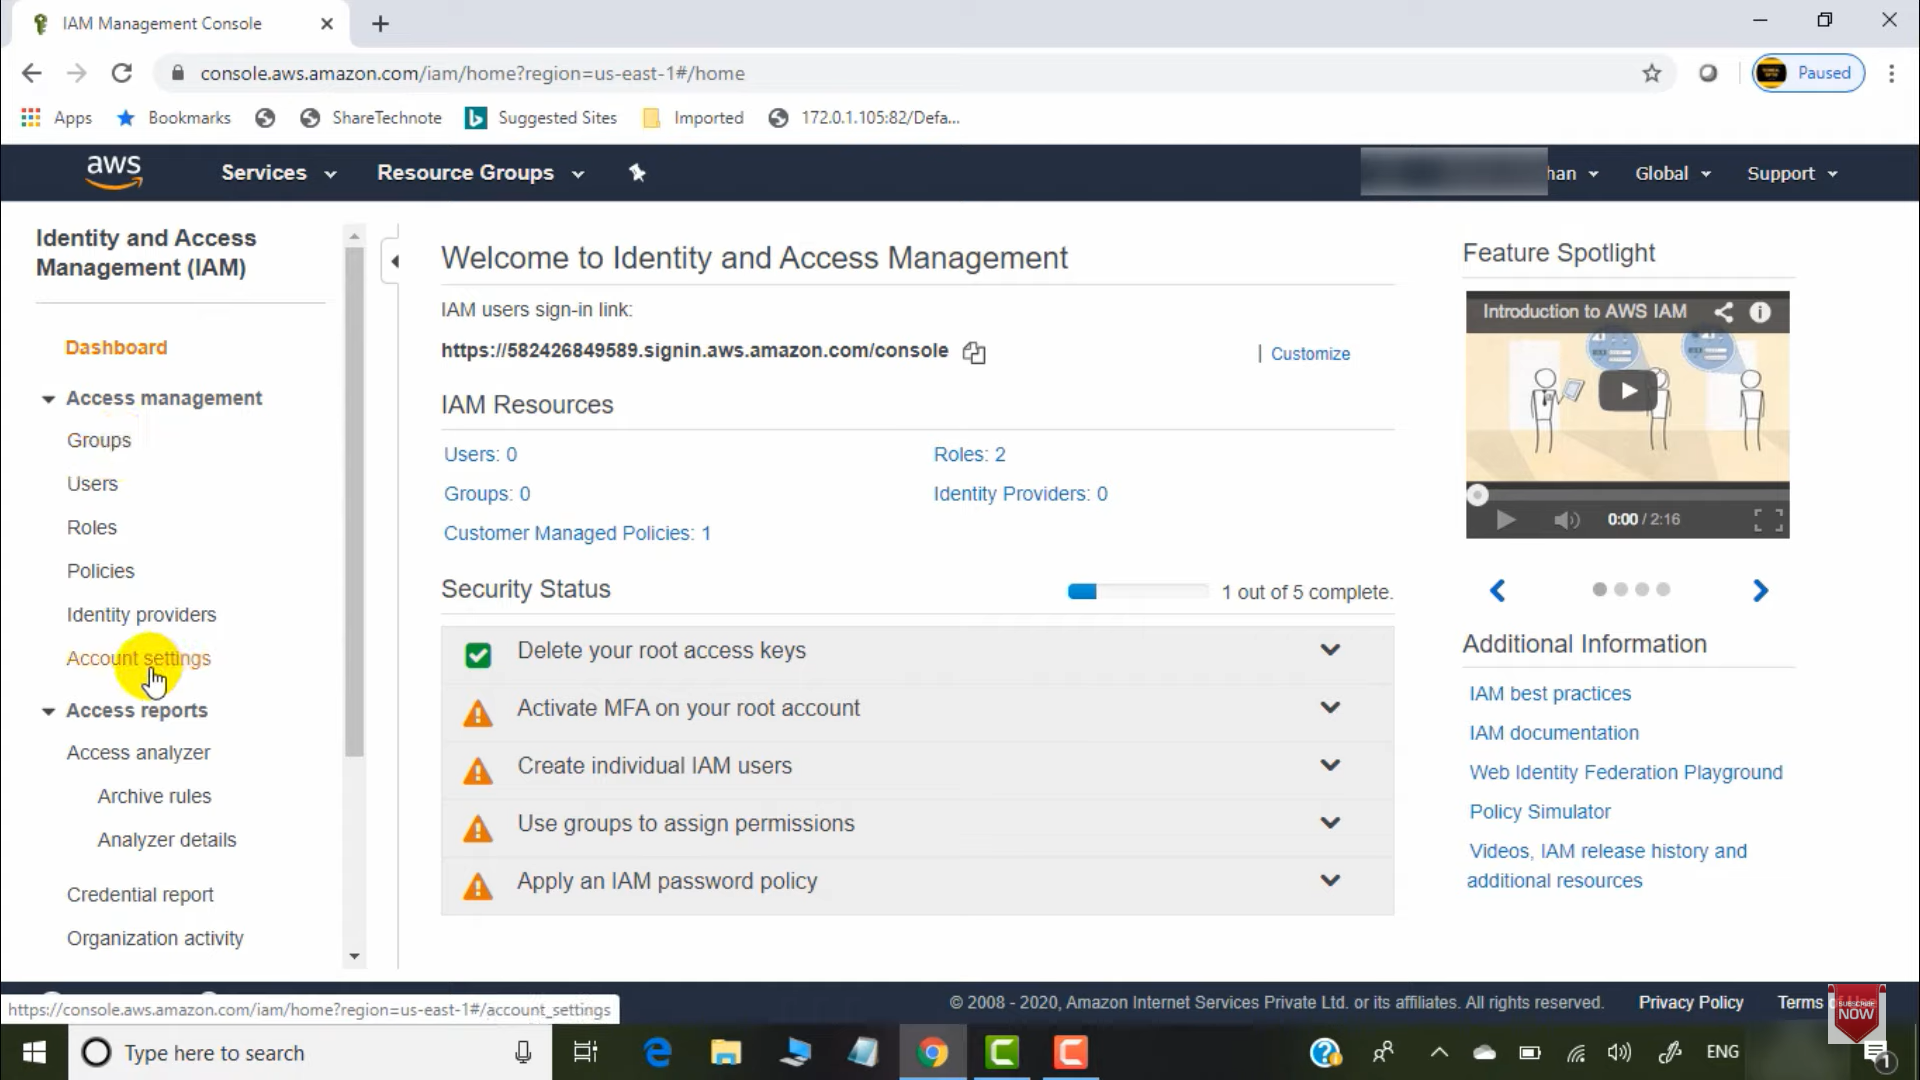 IAM Management Console
console.aws.amazon.com/iam/home?region=us-east-1#/home
Paused
Apps
Bookmarks
ShareTechnote
Suggested Sites
Imported
172.0.1.105:82/Defa...
aws
Services
Resource Groups
han
Global
Support
Identity and Access
Management (IAM)
Dashboard
Access management
Groups
Users
Roles
Policies
Identity providers
Account settings
Access reports
Access analyzer
Archive rules
Analyzer details
Credential report
Organization activity
Welcome to Identity and Access Management
IAM users sign-in link:
https://582426849589.signin.aws.amazon.com/console
| Customize
IAM Resources
Users: 0
Roles: 2
Groups: 0
Identity Providers: 0
Customer Managed Policies: 1
Security Status
1 out of 5 complete.
Delete your root access keys
Activate MFA on your root account
Create individual IAM users
Use groups to assign permissions
Apply an IAM password policy
Feature Spotlight
Introduction to AWS IAM
0:00 / 2:16
Additional Information
IAM best practices
IAM documentation
Web Identity Federation Playground
Policy Simulator
Videos, IAM release history and
additional resources
https://console.aws.amazon.com/iam/home?region=us-east-1#/account_settings
© 2008 - 2020, Amazon Internet Services Private Ltd. or its affiliates. All rights reserved.
Privacy Policy
Terms
SUBSCRIBE
NOW
Type here to search
ENG
1